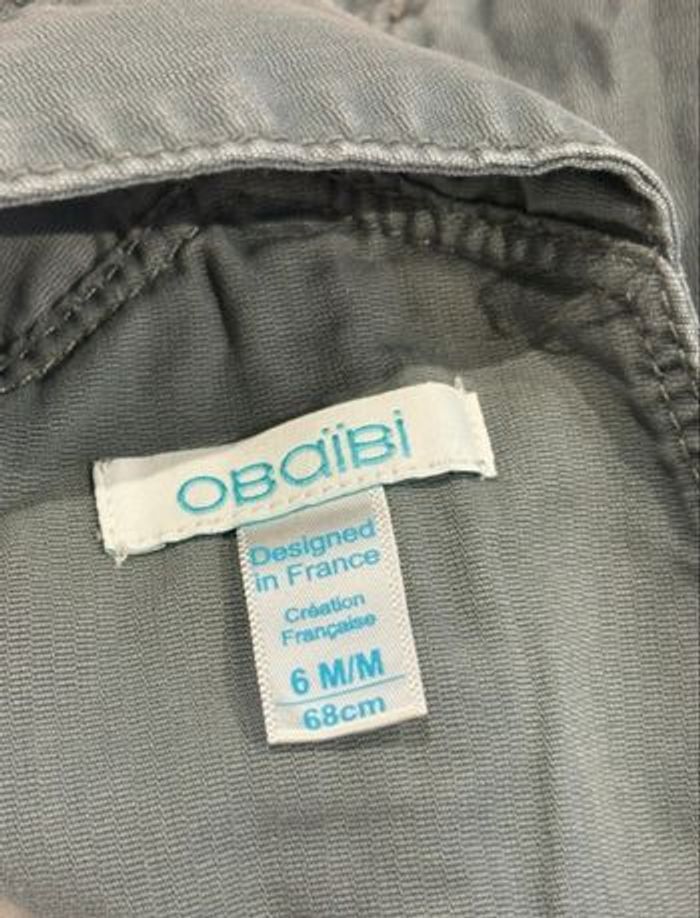 obaïbi
Designed
in France
Création
Française
6 M/M
68cm